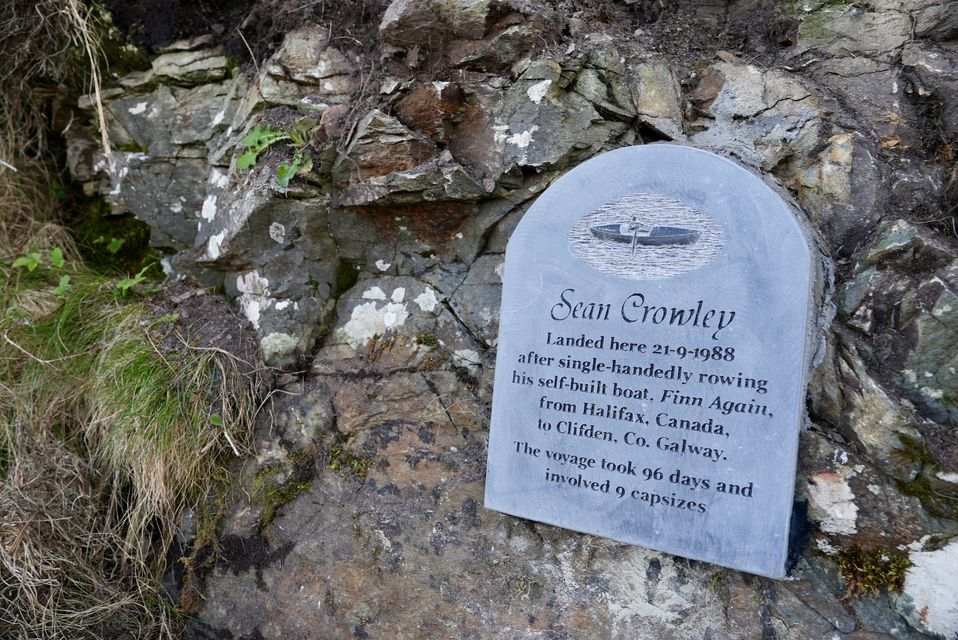 Sean Crowley
Landed here 21-9-1988
after single-handedly rowing
his self-built boat, Finn Again,
from Halifax, Canada,
to Clifden, Co. Galway.
The voyage took 96 days and
involved 9 capsizes